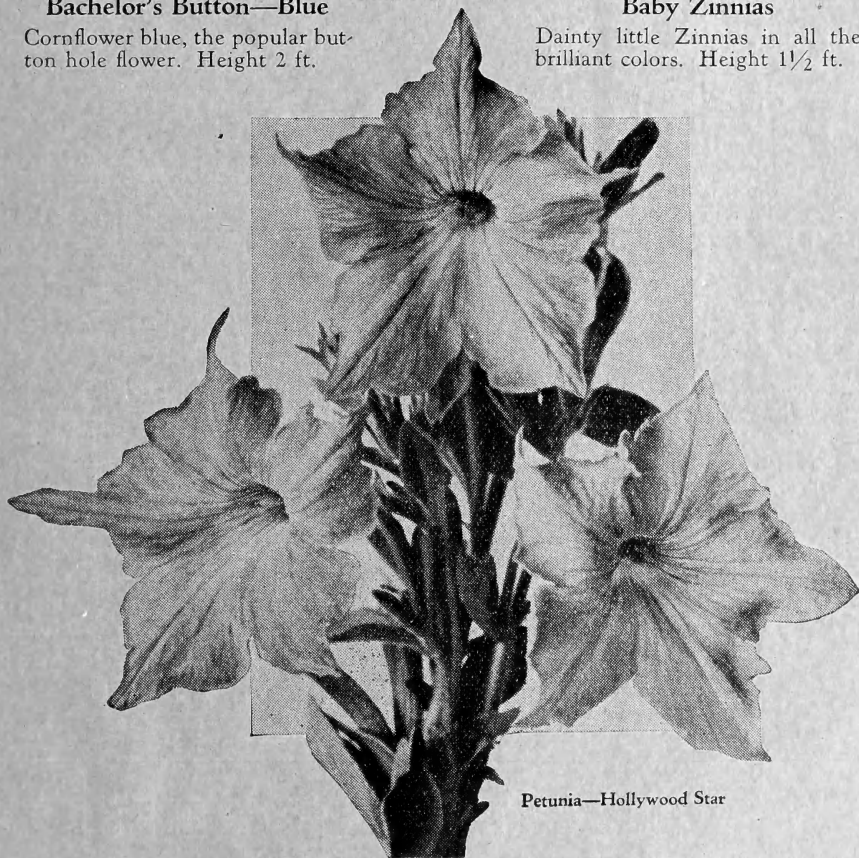 Bachelor's Button—Blue
Cornflower blue, the popular but-
ton hole flower. Height 2 ft.
Baby Zinnias
Dainty little Zinnias in all the
brilliant colors. Height 1½ ft.
Petunia—Hollywood Star